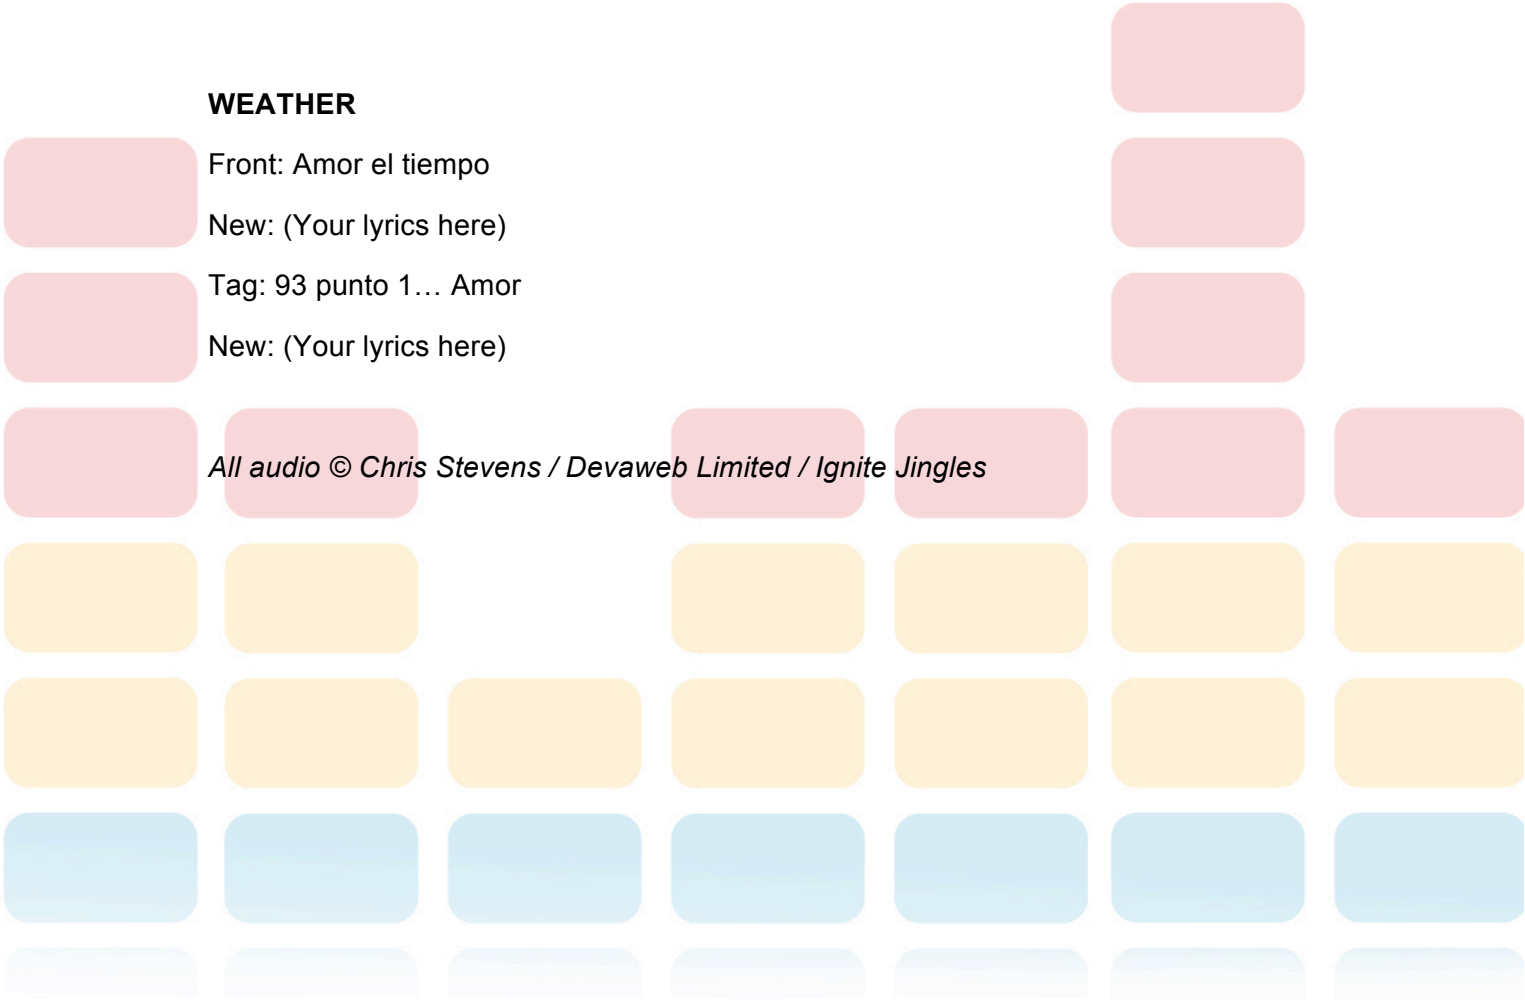 WEATHER
Front: Amor el tiempo
New: (Your lyrics here)
Tag: 93 punto 1… Amor
New: (Your lyrics here)
All audio © Chris Stevens / Devaweb Limited / Ignite Jingles